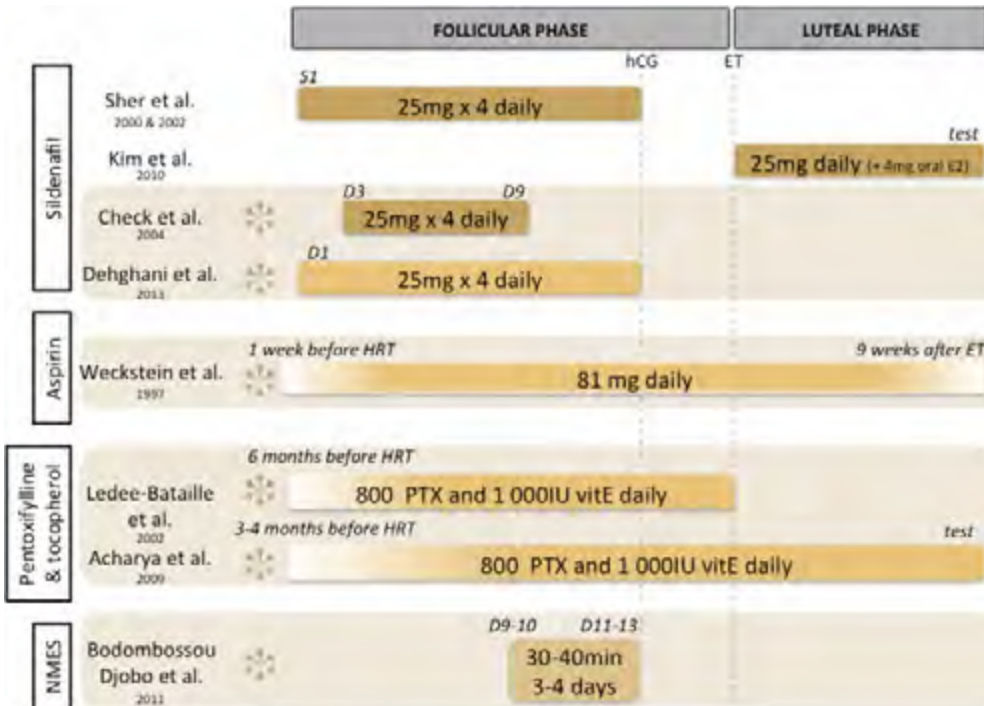 FOLLICULAR PHASE
LUTEAL PHASE
hCG
ET
Sildenafil
Sher et al.
2000 & 2002
S1
25mg x 4 daily
Kim et al.
2010
test
25mg daily (+ 4mg oral E2)
Check et al.
2004
D3
D9
25mg x 4 daily
Dehghani et al.
D1
25mg x 4 daily
Aspirin
Weckstein et al.
1997
1 week before HRT
9 weeks after ET
81 mg daily
Pentoxifylline
& tocopherol
Ledee-Bataille
et al.
2002
6 months before HRT
800 PTX and 1 000IU vitE daily
Acharya et al.
2009
3-4 months before HRT
test
800 PTX and 1 000IU vitE daily
NMES
Bodombossou
Djobo et al.
2011
D9-10
D11-13
30-40min
3-4 days